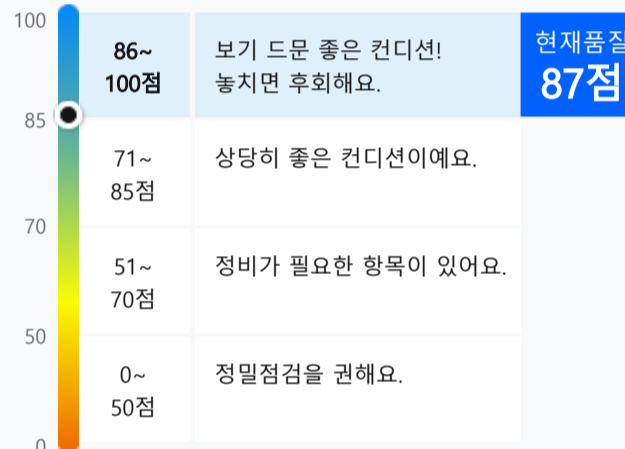 100
86~
100점
보기 드문 좋은 컨디션!
놓치면 후회해요.
현재품질
87점
85
71~
85점
상당히 좋은 컨디션이예요.
70
51~
70점
정비가 필요한 항목이 있어요.
50
0~
50점
정밀점검을 권해요.
0